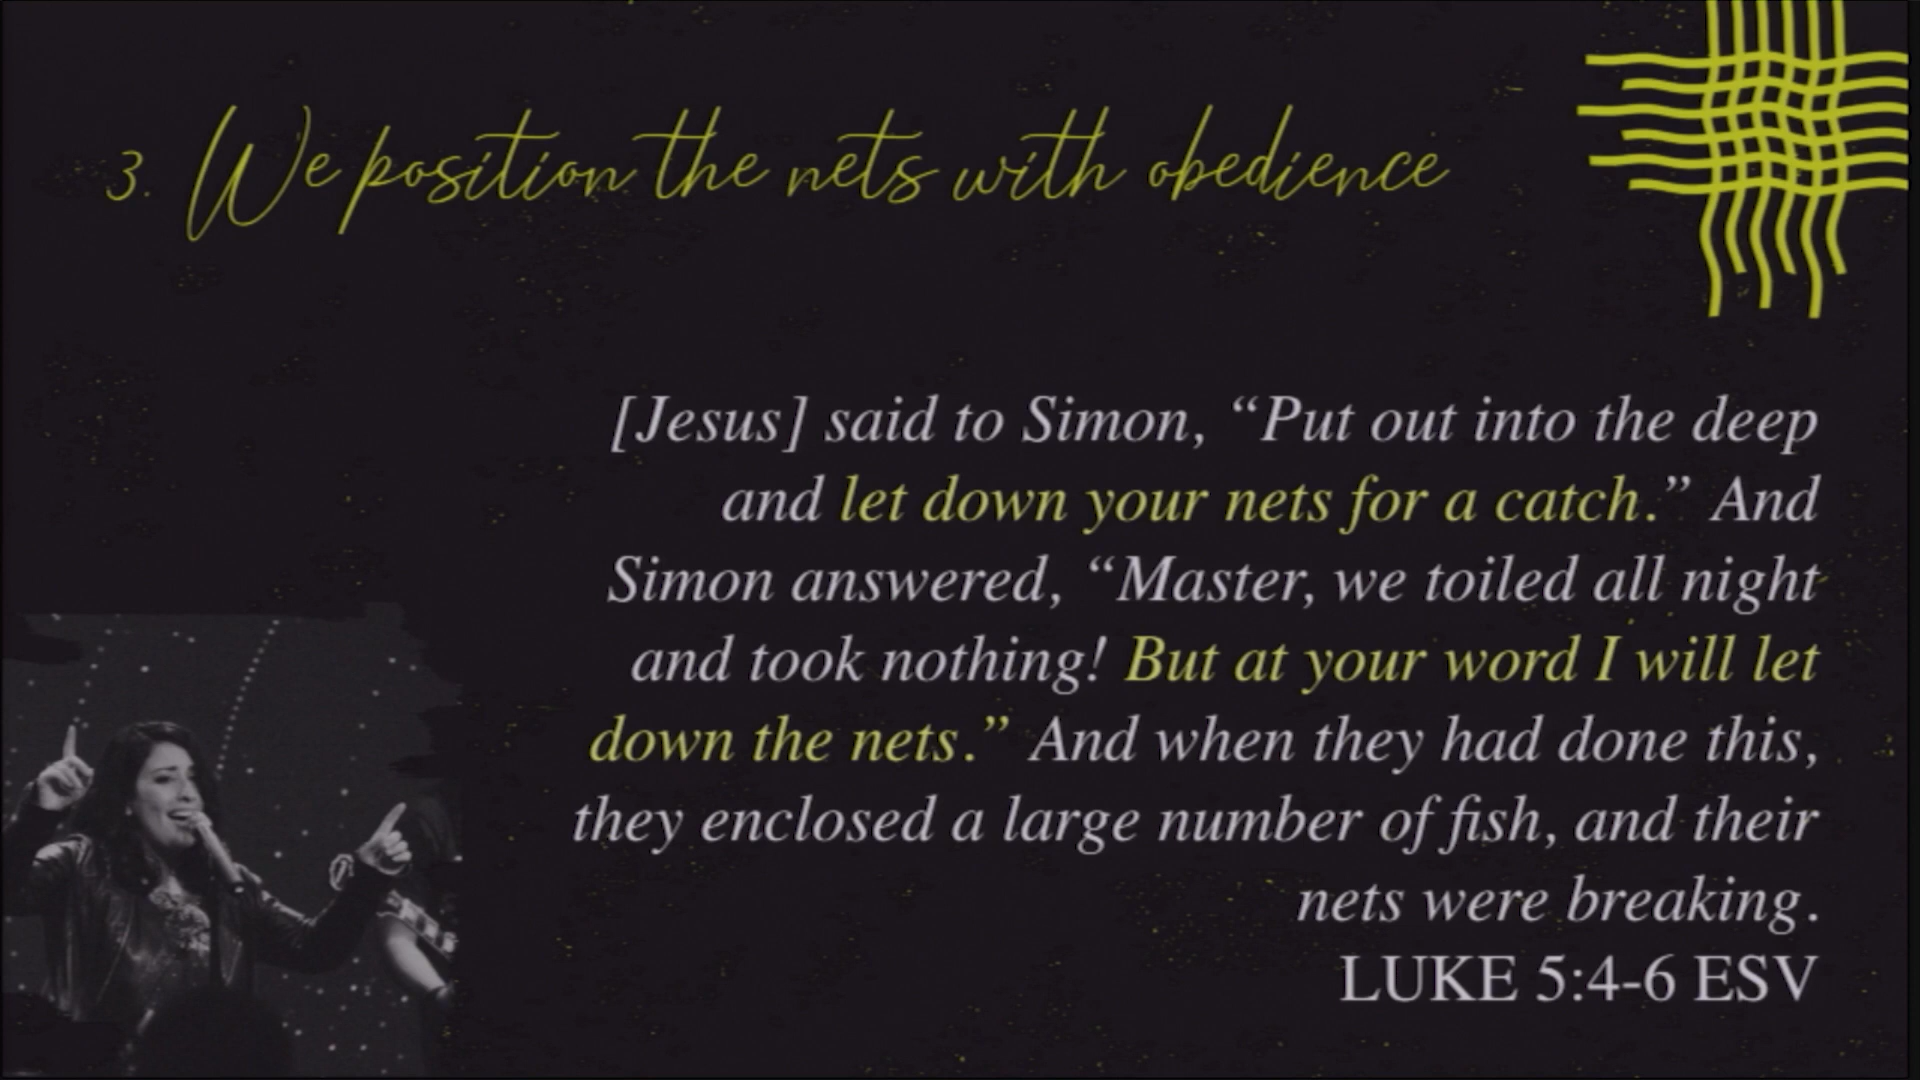 3. We position the nets with obedience
[Jesus] said to Simon, “Put out into the deep
and let down your nets for a catch.” And
Simon answered, “Master, we toiled all night
and took nothing! But at your word I will let
down the nets.” And when they had done this,
they enclosed a large number of fish, and their
nets were breaking.
LUKE 5:4-6 ESV